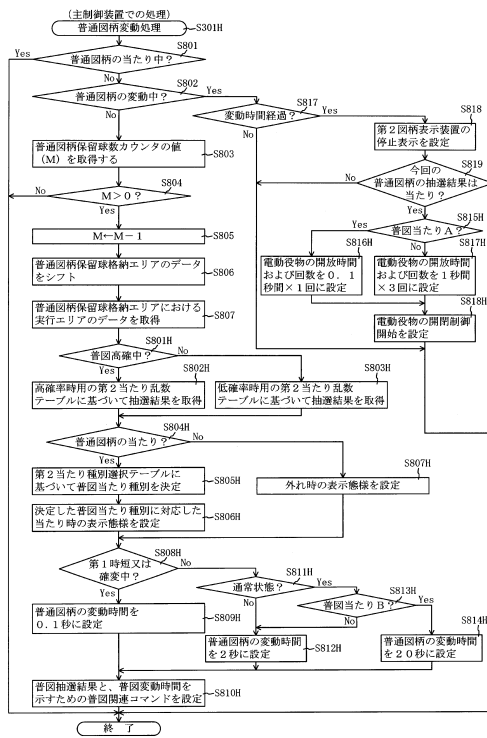 (主制御装置での処理)
普通図柄変動処理
S301H
普通図柄の当たり中？
S801
Yes
No
普通図柄の変動中？
S802
Yes
No
普通図柄保留球数カウンタの値
(M)を取得する
S803
M>0？
S804
No
Yes
M←M－1
S805
普通図柄保留球格納エリアのデータ
をシフト
S806
普通図柄保留球格納エリアにおける
実行エリアのデータを取得
S807
普図高確中？
S801H
Yes
No
高確率時用の第2当たり乱数
テーブルに基づいて抽選結果を取得
S802H
低確率時用の第2当たり乱数
テーブルに基づいて抽選結果を取得
S803H
普通図柄の当たり？
S804H
Yes
No
第2当たり種別選択テーブルに
基づいて普図当たり種別を決定
S805H
決定した普図当たり種別に対応した
当たり時の表示態様を設定
S806H
外れ時の表示態様を設定
S807H
第1時短又は
確変中？
S808H
Yes
No
普通図柄の変動時間を
0.1秒に設定
S809H
通常状態？
S811H
Yes
No
普図当たりB？
S813H
Yes
No
普通図柄の変動時間
を2秒に設定
S812H
普通図柄の変動時間
を20秒に設定
S814H
普図抽選結果と、普図変動時間を
示すための普図関連コマンドを設定
S810H
終了
変動時間経過？
S817
Yes
No
第2図柄表示装置の
停止表示を設定
S818
今回の
普通図柄の抽選結果は
当たり？
S819
No
Yes
普図当たりA？
S815H
Yes
No
電動役物の開放時間
および回数を0.1
秒間×1回に設定
S816H
電動役物の開放時間
および回数を1秒間
×3回に設定
S817H
電動役物の開閉制御
開始を設定
S818H